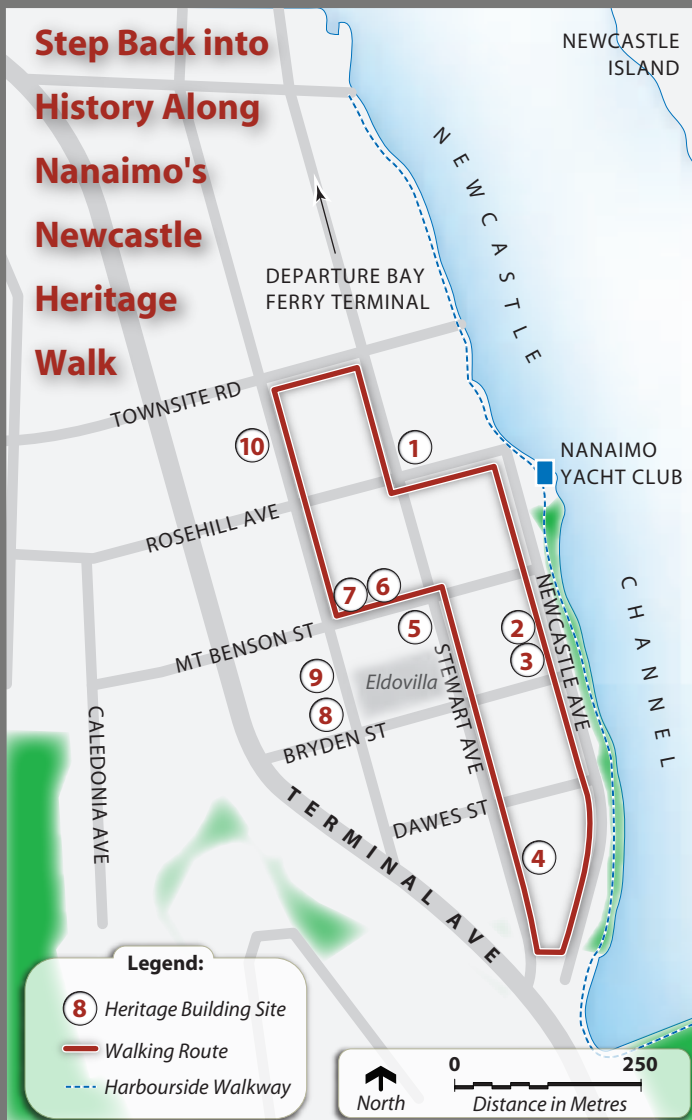 Step Back into
History Along
Nanaimo's
Newcastle
Heritage
Walk
NEWCASTLE
ISLAND
NEWCASTLE
CHANNEL
DEPARTURE BAY
FERRY TERMINAL
TOWNSITE RD
10
1
NANAIMO
YACHT CLUB
ROSEHILL AVE
7
6
MT BENSON ST
5
2
3
NEWCASTLE AVE
9
Eldovilla
STEWART AVE
8
BRYDEN ST
CALEDONIA AVE
DAWES ST
TERMINAL AVE
4
Legend:
8 Heritage Building Site
Walking Route
Harbourside Walkway
North
0 250
Distance in Metres